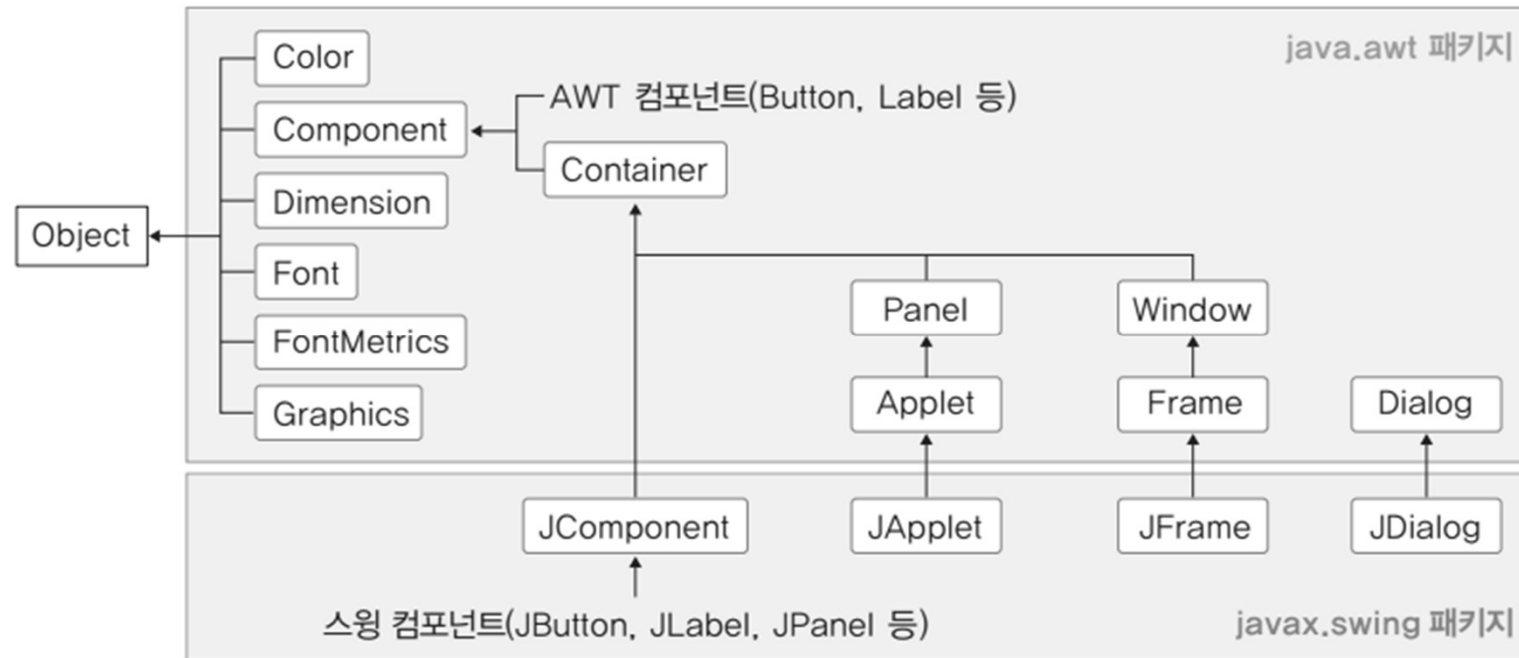 java.awt 패키지
Color
AWT 컴포넌트(Button, Label 등)
Component
Container
Dimension
Object
Font
Panel
Window
FontMetrics
Applet
Frame
Dialog
Graphics
JComponent
JApplet
JFrame
JDialog
스윙 컴포넌트(JButton, JLabel, JPanel 등)
javax.swing 패키지